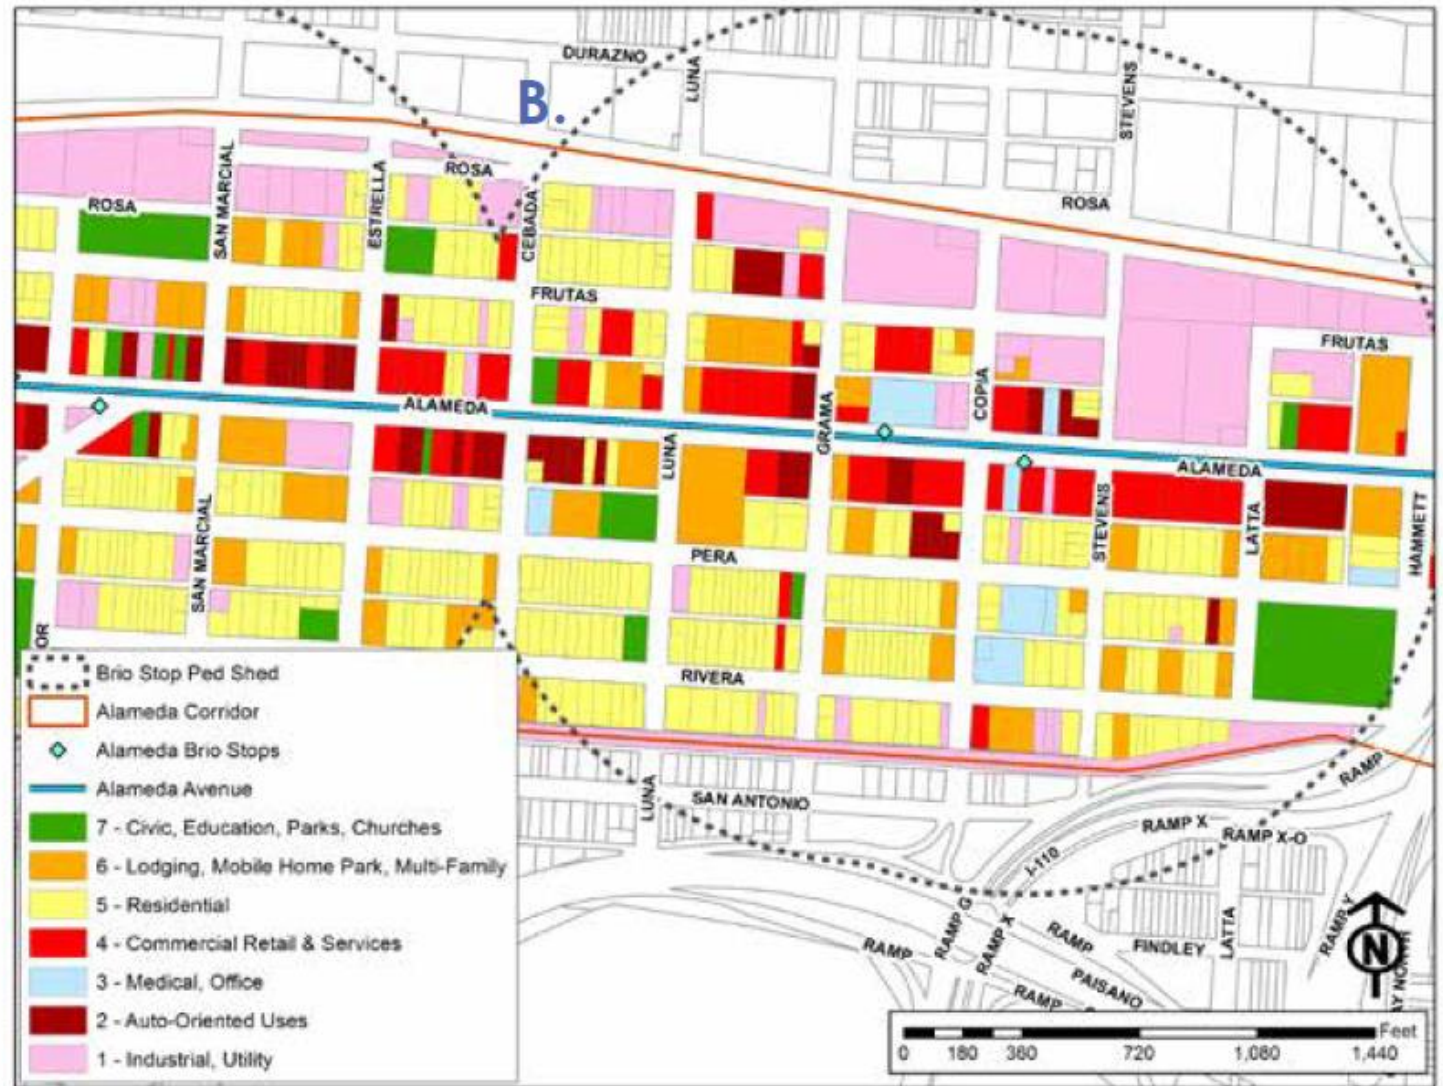 DURAZNO
LUNA
STEVENS
B.
SAN MARCIAL
ESTRELLA
ROSA
CEBADA
ROSA
ROSA
FRUTAS
FRUTAS
ALAMEDA
GRAMA
COPIA
LUNA
ALAMEDA
SAN MARCIAL
STEVENS
LATTA
HAMMETT
PERA
OR
RIVERA
Brio Stop Ped Shed
Alameda Corridor
Alameda Brio Stops
Alameda Avenue
7 - Civic, Education, Parks, Churches
6 - Lodging, Mobile Home Park, Multi-Family
5 - Residential
4 - Commercial Retail & Services
3 - Medical, Office
2 - Auto-Oriented Uses
1 - Industrial, Utility
LUNA
SAN ANTONIO
RAMP
RAMP X
RAMP X-O
I-110
RAMP G
RAMP X
RAMP
RAMP
FINDLEY
LATTA
RAMP Y
PAISANO
RAMP
N
AY NORTH
Feet
0 180 360 720 1,080 1,440